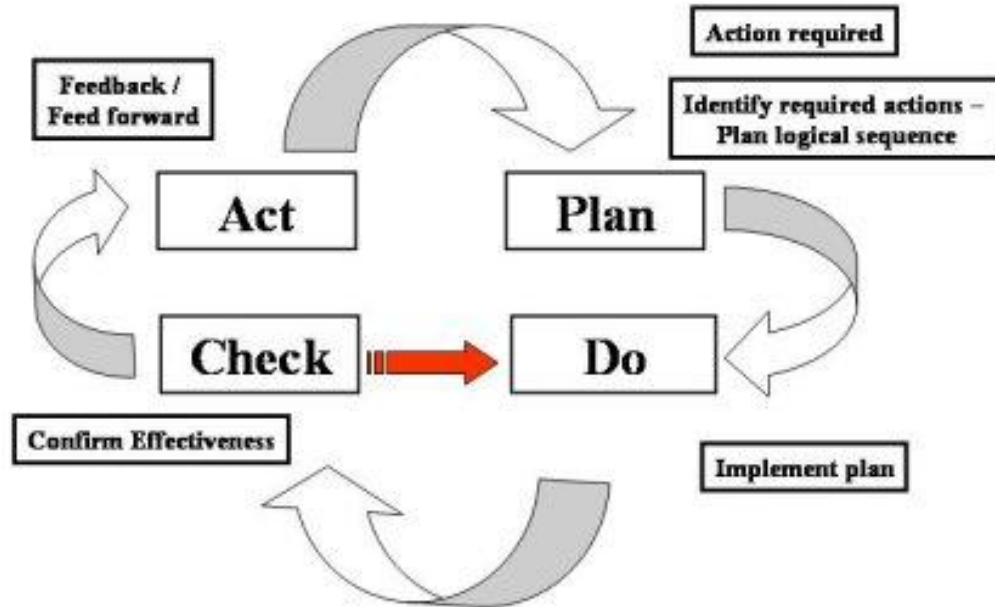 Action required
Feedback /
Feed forward
Identify required actions –
Plan logical sequence
Act
Plan
Check
Do
Confirm Effectiveness
Implement plan